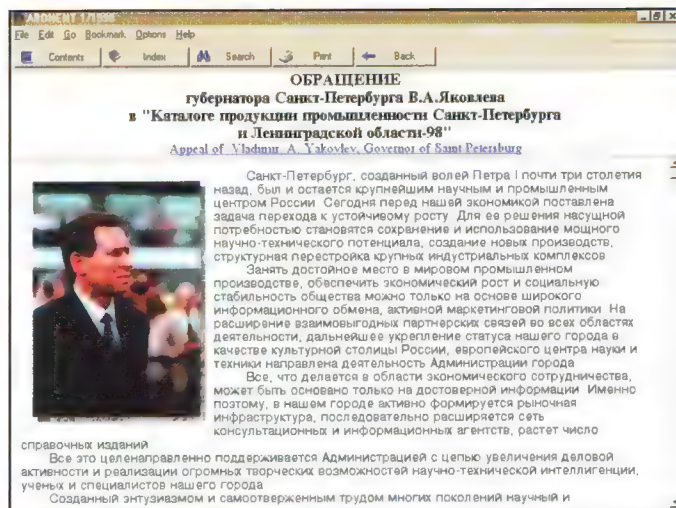 ABONENT 1/1998
File Edit Go Bookmark Options Help
Contents Index Search Print Back
ОБРАЩЕНИЕ
губернатора Санкт-Петербурга В.А.Яковлева
в "Каталоге продукции промышленности Санкт-Петербурга
и Ленинградской области-98"
Appeal of Vladimir A. Yakovlev, Governor of Saint Petersburg
Санкт-Петербург, созданный волей Петра I почти три столетия
назад, был и остается крупнейшим научным и промышленным
центром России. Сегодня перед нашей экономикой поставлена
задача перехода к устойчивому росту. Для ее решения насущной
потребностью становятся сохранение и использование мощного
научно-технического потенциала, создание новых производств,
структурная перестройка крупных индустриальных комплексов
Занять достойное место в мировом промышленном
производстве, обеспечить экономический рост и социальную
стабильность общества можно только на основе широкого
информационного обмена, активной маркетинговой политики. На
расширение взаимовыгодных партнерских связей во всех областях
деятельности, дальнейшее укрепление статуса нашего города в
качестве культурной столицы России, европейского центра науки и
техники направлена деятельность Администрации города
Все, что делается в области экономического сотрудничества,
может быть основано только на достоверной информации. Именно
поэтому, в нашем городе активно формируется рыночная
инфраструктура, последовательно расширяется сеть
консультационных и информационных агентств, растет число
справочных изданий
Все это целенаправленно поддерживается Администрацией с целью увеличения деловой
активности и реализации огромных творческих возможностей научно-технической интеллигенции,
ученых и специалистов нашего города
Созданный энтузиазмом и самоотверженным трудом многих поколений научный и